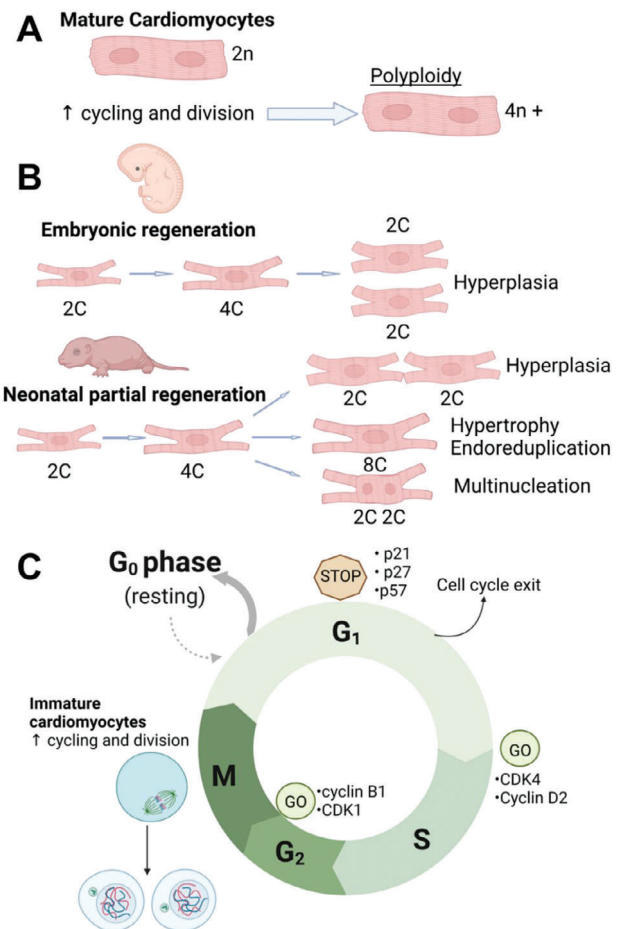 A
Mature Cardiomyocytes
2n
↑ cycling and division
Polyploidy
4n +
B
Embryonic regeneration
2C
4C
2C
2C
Hyperplasia
Neonatal partial regeneration
2C
4C
2C
2C
Hyperplasia
8C
Hypertrophy
Endoreduplication
2C 2C
Multinucleation
C
G₀ phase
(resting)
STOP
• p21
• p27
•p57
Cell cycle exit
G₁
Immature
cardiomyocytes
↑ cycling and division
GO
•CDK4
•Cyclin D2
M
GO
•cyclin B1
•CDK1
G₂
S